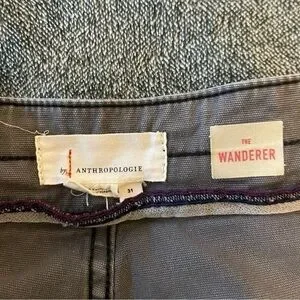 by ANTHROPOLOGIE
31
THE
WANDERER